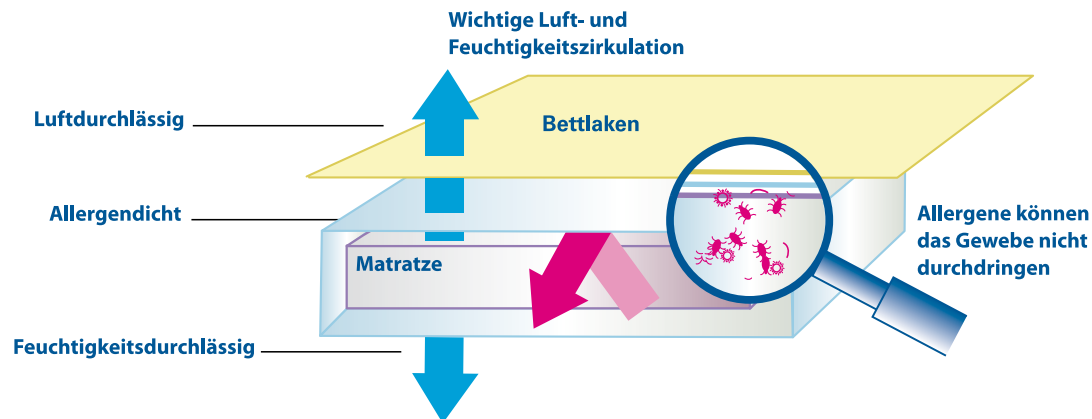 Wichtige Luft- und
Feuchtigkeitszirkulation
Luftdurchlässig
Bettlaken
Allergendicht
Allergene können
das Gewebe nicht
durchdringen
Matratze
Feuchtigkeitsdurchlässig